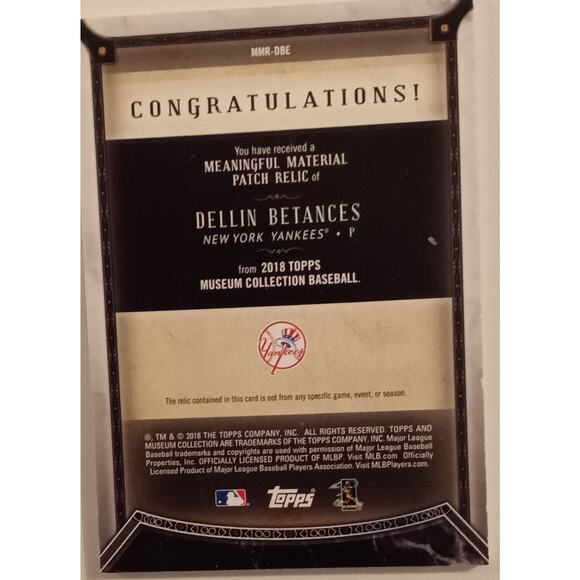 MMR-DBE
CONGRATULATIONS!
You have received a
MEANINGFUL MATERIAL
PATCH RELIC of
DELLIN BETANCES
NEW YORK YANKEES® • P
from 2018 TOPPS
MUSEUM COLLECTION BASEBALL.
Yankees
The relic contained in this card is not from any specific game, event, or season.
®, TM & © 2018 THE TOPPS COMPANY, INC. ALL RIGHTS RESERVED. TOPPS AND
MUSEUM COLLECTION ARE TRADEMARKS OF THE TOPPS COMPANY, INC. Major League
Baseball trademarks and copyrights are used with permission of Major League Baseball
Properties, Inc. OFFICIALLY LICENSED PRODUCT OF MLBP. Visit MLB.com Officially
Licensed Product of Major League Baseball Players Association. Visit MLBPlayers.com.
TOPPS